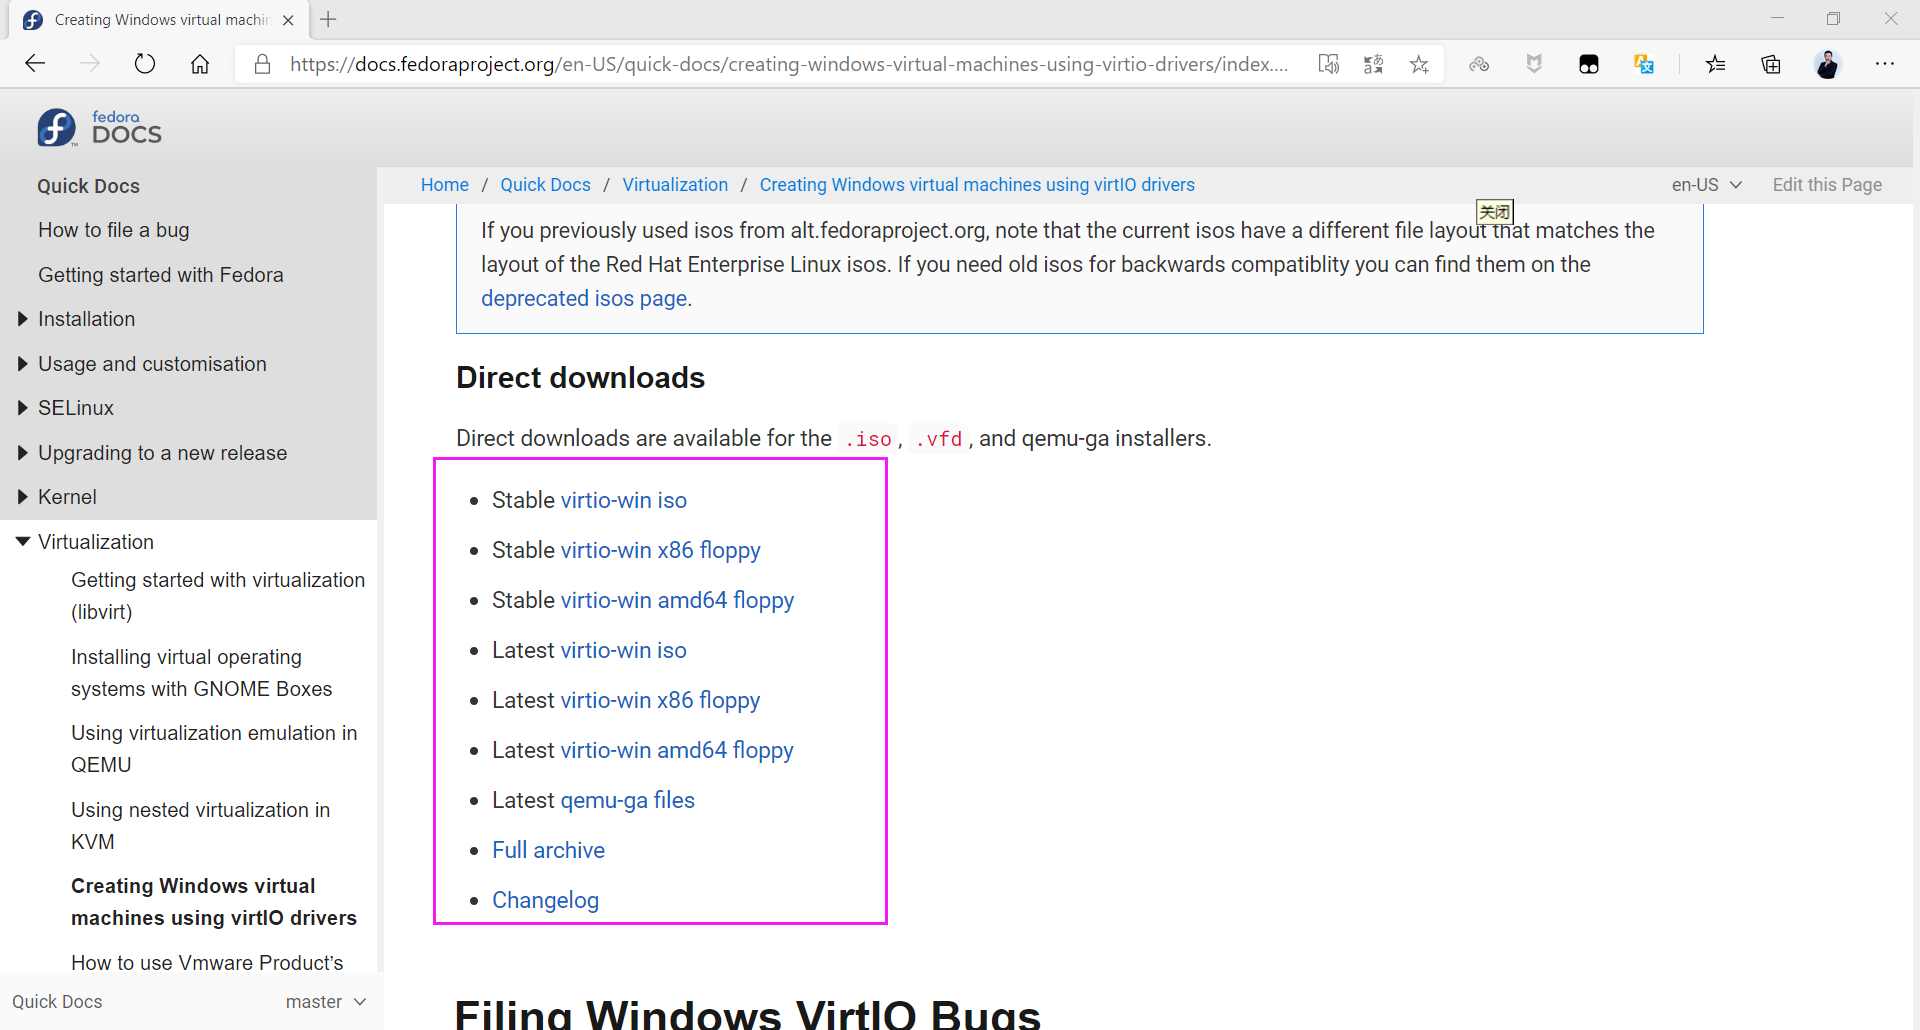 Creating Windows virtual machin
https://docs.fedoraproject.org/en-US/quick-docs/creating-windows-virtual-machines-using-virtio-drivers/index....
fedora
DOCS
Quick Docs
How to file a bug
Getting started with Fedora
Installation
Usage and customisation
SELinux
Upgrading to a new release
Kernel
Virtualization
Getting started with virtualization
(libvirt)
Installing virtual operating
systems with GNOME Boxes
Using virtualization emulation in
QEMU
Using nested virtualization in
KVM
Creating Windows virtual
machines using virtIO drivers
How to use Vmware Product's
Quick Docs master
Home / Quick Docs / Virtualization / Creating Windows virtual machines using virtIO drivers
en-US Edit this Page
关闭
If you previously used isos from alt.fedoraproject.org, note that the current isos have a different file layout that matches the
layout of the Red Hat Enterprise Linux isos. If you need old isos for backwards compatiblity you can find them on the
deprecated isos page.
Direct downloads
Direct downloads are available for the .iso, .vfd, and qemu-ga installers.
• Stable virtio-win iso
• Stable virtio-win x86 floppy
• Stable virtio-win amd64 floppy
• Latest virtio-win iso
• Latest virtio-win x86 floppy
• Latest virtio-win amd64 floppy
• Latest qemu-ga files
• Full archive
• Changelog
Filing Windows VirtIO Bugs